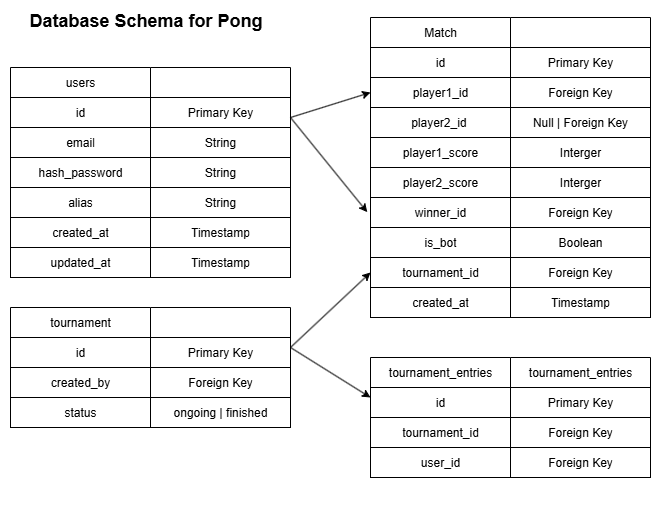 Database Schema for Pong
users
id Primary Key
email String
hash_password String
alias String
created_at Timestamp
updated_at Timestamp
tournament
id Primary Key
created_by Foreign Key
status ongoing | finished
Match
id Primary Key
player1_id Foreign Key
player2_id Null | Foreign Key
player1_score Interger
player2_score Interger
winner_id Foreign Key
is_bot Boolean
tournament_id Foreign Key
created_at Timestamp
tournament_entries tournament_entries
id Primary Key
tournament_id Foreign Key
user_id Foreign Key